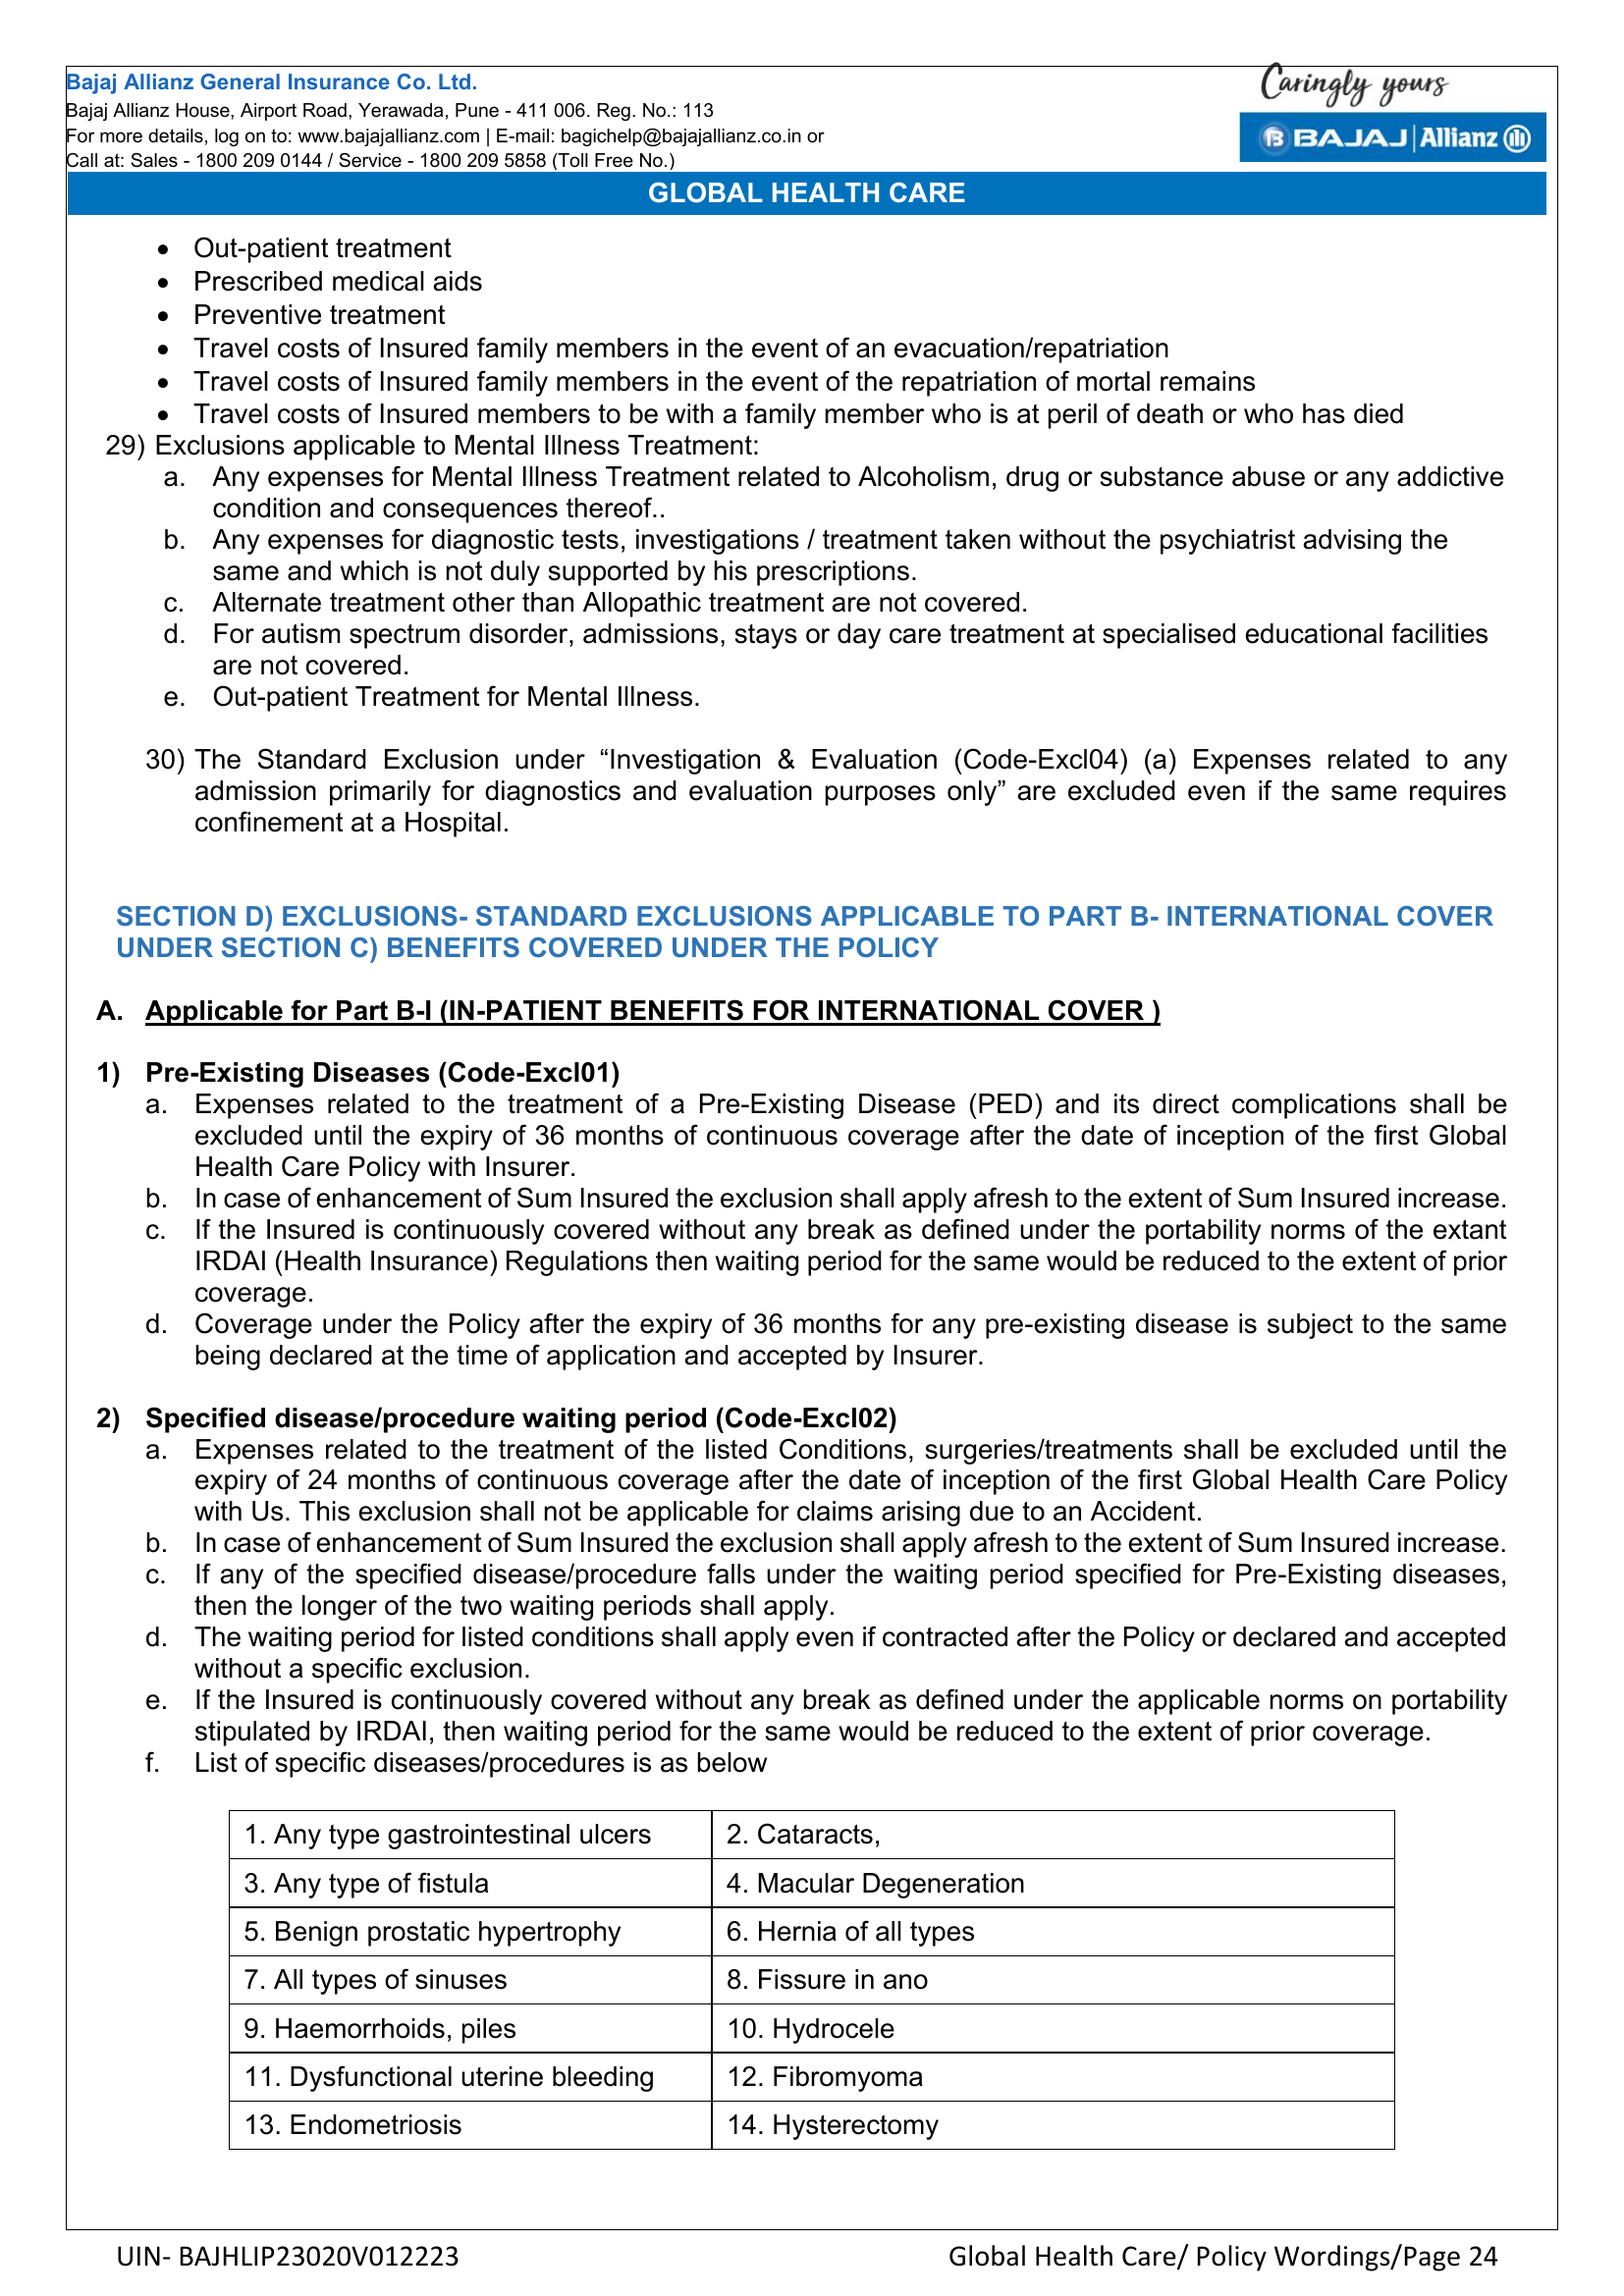 Bajaj Allianz General Insurance Co. Ltd.
Bajaj Allianz House, Airport Road, Yerawada, Pune - 411 006. Reg. No.: 113
For more details, log on to: www.bajajallianz.com | E-mail: bagichelp@bajajallianz.co.in or
Call at: Sales - 1800 209 0144 / Service - 1800 209 5858 (Toll Free No.)
Caringly yours
BAJAJ | Allianz
GLOBAL HEALTH CARE
• Out-patient treatment
• Prescribed medical aids
• Preventive treatment
• Travel costs of Insured family members in the event of an evacuation/repatriation
• Travel costs of Insured family members in the event of the repatriation of mortal remains
• Travel costs of Insured members to be with a family member who is at peril of death or who has died
29) Exclusions applicable to Mental Illness Treatment:
a. Any expenses for Mental Illness Treatment related to Alcoholism, drug or substance abuse or any addictive
condition and consequences thereof..
b. Any expenses for diagnostic tests, investigations / treatment taken without the psychiatrist advising the
same and which is not duly supported by his prescriptions.
c. Alternate treatment other than Allopathic treatment are not covered.
d. For autism spectrum disorder, admissions, stays or day care treatment at specialised educational facilities
are not covered.
e. Out-patient Treatment for Mental Illness.
30) The Standard Exclusion under “Investigation & Evaluation (Code-Excl04) (a) Expenses related to any
admission primarily for diagnostics and evaluation purposes only” are excluded even if the same requires
confinement at a Hospital.
SECTION D) EXCLUSIONS- STANDARD EXCLUSIONS APPLICABLE TO PART B- INTERNATIONAL COVER
UNDER SECTION C) BENEFITS COVERED UNDER THE POLICY
A. Applicable for Part B-I (IN-PATIENT BENEFITS FOR INTERNATIONAL COVER )
1) Pre-Existing Diseases (Code-Excl01)
a. Expenses related to the treatment of a Pre-Existing Disease (PED) and its direct complications shall be
excluded until the expiry of 36 months of continuous coverage after the date of inception of the first Global
Health Care Policy with Insurer.
b. In case of enhancement of Sum Insured the exclusion shall apply afresh to the extent of Sum Insured increase.
c. If the Insured is continuously covered without any break as defined under the portability norms of the extant
IRDAI (Health Insurance) Regulations then waiting period for the same would be reduced to the extent of prior
coverage.
d. Coverage under the Policy after the expiry of 36 months for any pre-existing disease is subject to the same
being declared at the time of application and accepted by Insurer.
2) Specified disease/procedure waiting period (Code-Excl02)
a. Expenses related to the treatment of the listed Conditions, surgeries/treatments shall be excluded until the
expiry of 24 months of continuous coverage after the date of inception of the first Global Health Care Policy
with Us. This exclusion shall not be applicable for claims arising due to an Accident.
b. In case of enhancement of Sum Insured the exclusion shall apply afresh to the extent of Sum Insured increase.
c. If any of the specified disease/procedure falls under the waiting period specified for Pre-Existing diseases,
then the longer of the two waiting periods shall apply.
d. The waiting period for listed conditions shall apply even if contracted after the Policy or declared and accepted
without a specific exclusion.
e. If the Insured is continuously covered without any break as defined under the applicable norms on portability
stipulated by IRDAI, then waiting period for the same would be reduced to the extent of prior coverage.
f. List of specific diseases/procedures is as below
1. Any type gastrointestinal ulcers 2. Cataracts,
3. Any type of fistula 4. Macular Degeneration
5. Benign prostatic hypertrophy 6. Hernia of all types
7. All types of sinuses 8. Fissure in ano
9. Haemorrhoids, piles 10. Hydrocele
11. Dysfunctional uterine bleeding 12. Fibromyoma
13. Endometriosis 14. Hysterectomy
UIN- BAJHLIP23020V012223 Global Health Care/ Policy Wordings/Page 24